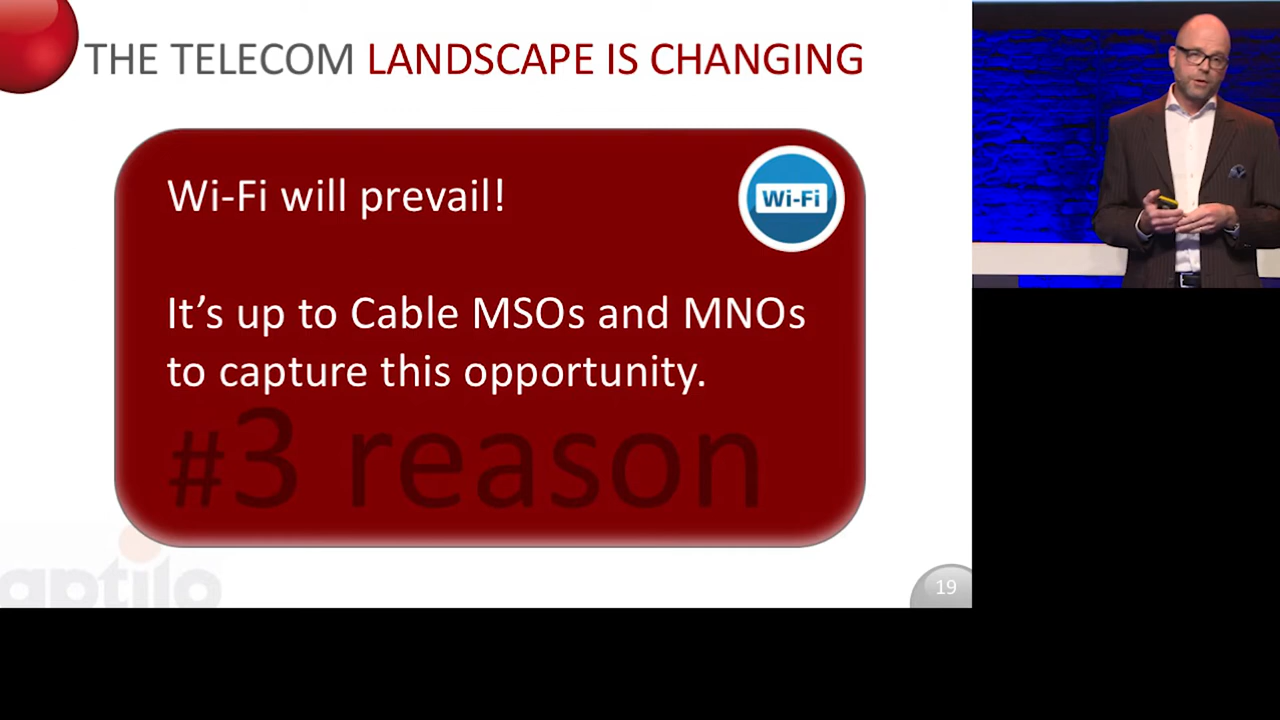 THE TELECOM LANDSCAPE IS CHANGING
Wi-Fi will prevail!
Wi-Fi
It’s up to Cable MSOs and MNOs
to capture this opportunity.
#3 reason
aptilo
19